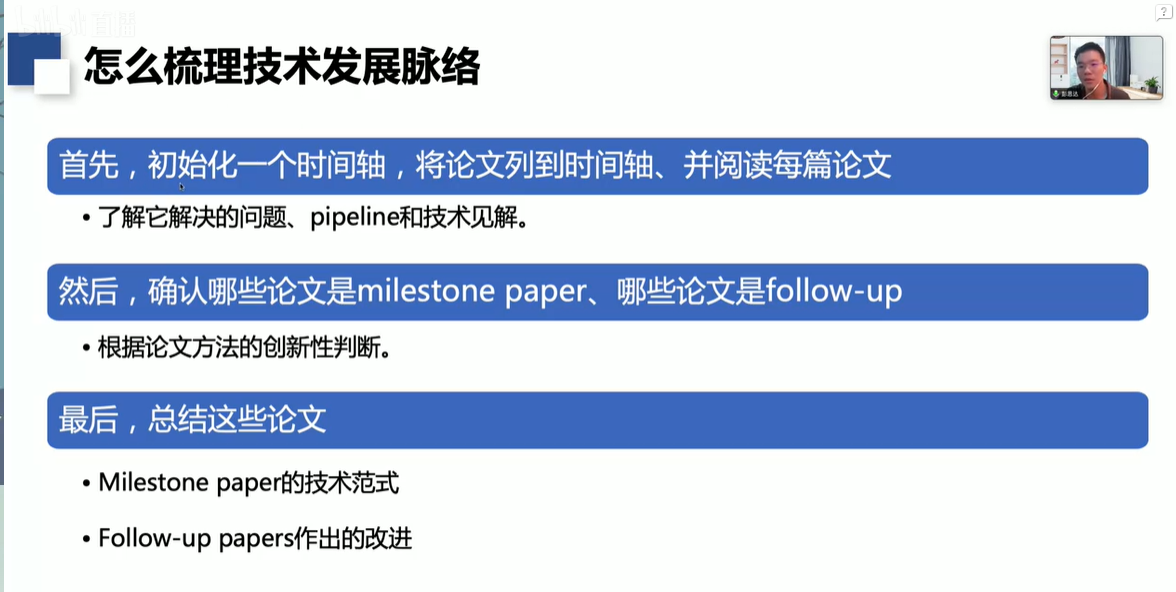 怎么梳理技术发展脉络
首先，初始化一个时间轴，将论文列到时间轴、并阅读每篇论文
• 了解它解决的问题、pipeline和技术见解。
然后，确认哪些论文是milestone paper、哪些论文是follow-up
• 根据论文方法的创新性判断。
最后，总结这些论文
• Milestone paper的技术范式
• Follow-up papers作出的改进